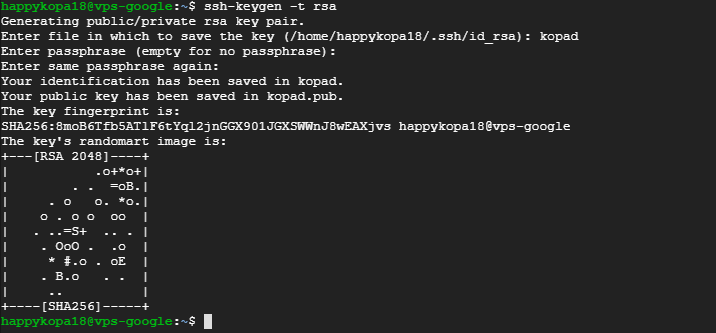 happykopa18@vps-google:~$ ssh-keygen -t rsa
Generating public/private rsa key pair.
Enter file in which to save the key (/home/happykopa18/.ssh/id_rsa): kopad
Enter passphrase (empty for no passphrase):
Enter same passphrase again:
Your identification has been saved in kopad.
Your public key has been saved in kopad.pub.
The key fingerprint is:
SHA256:8moB6Tfb5ATlF6tYql2jnGGX901JGXSWWnJ8wEAXjvs happykopa18@vps-google
The key's randomart image is:
+---[RSA 2048]----+
|           .o+*o+|
|        . .  =oB.|
|     . o   o. *o.|
|    o . o o  oo  |
|   . ..=S+  .. . |
|    . OoO .  .o  |
|     * #.o . oE  |
|    . B.o   . .  |
|     ..          |
+----[SHA256]-----+
happykopa18@vps-google:~$